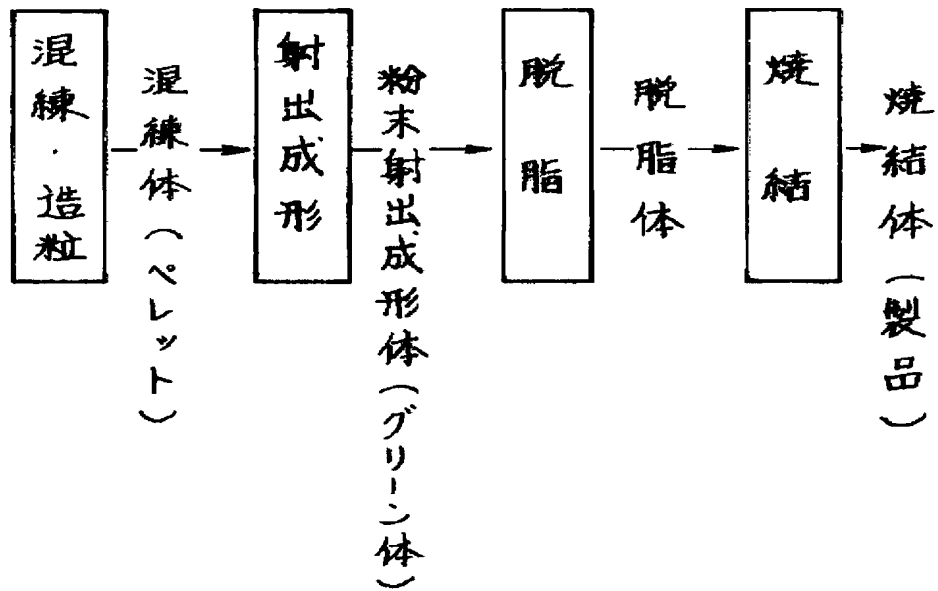 混練・造粒
混練体（ペレット）
射出成形
粉末射出成形体（グリーン体）
脱脂
脱脂体
焼結
焼結体（製品）